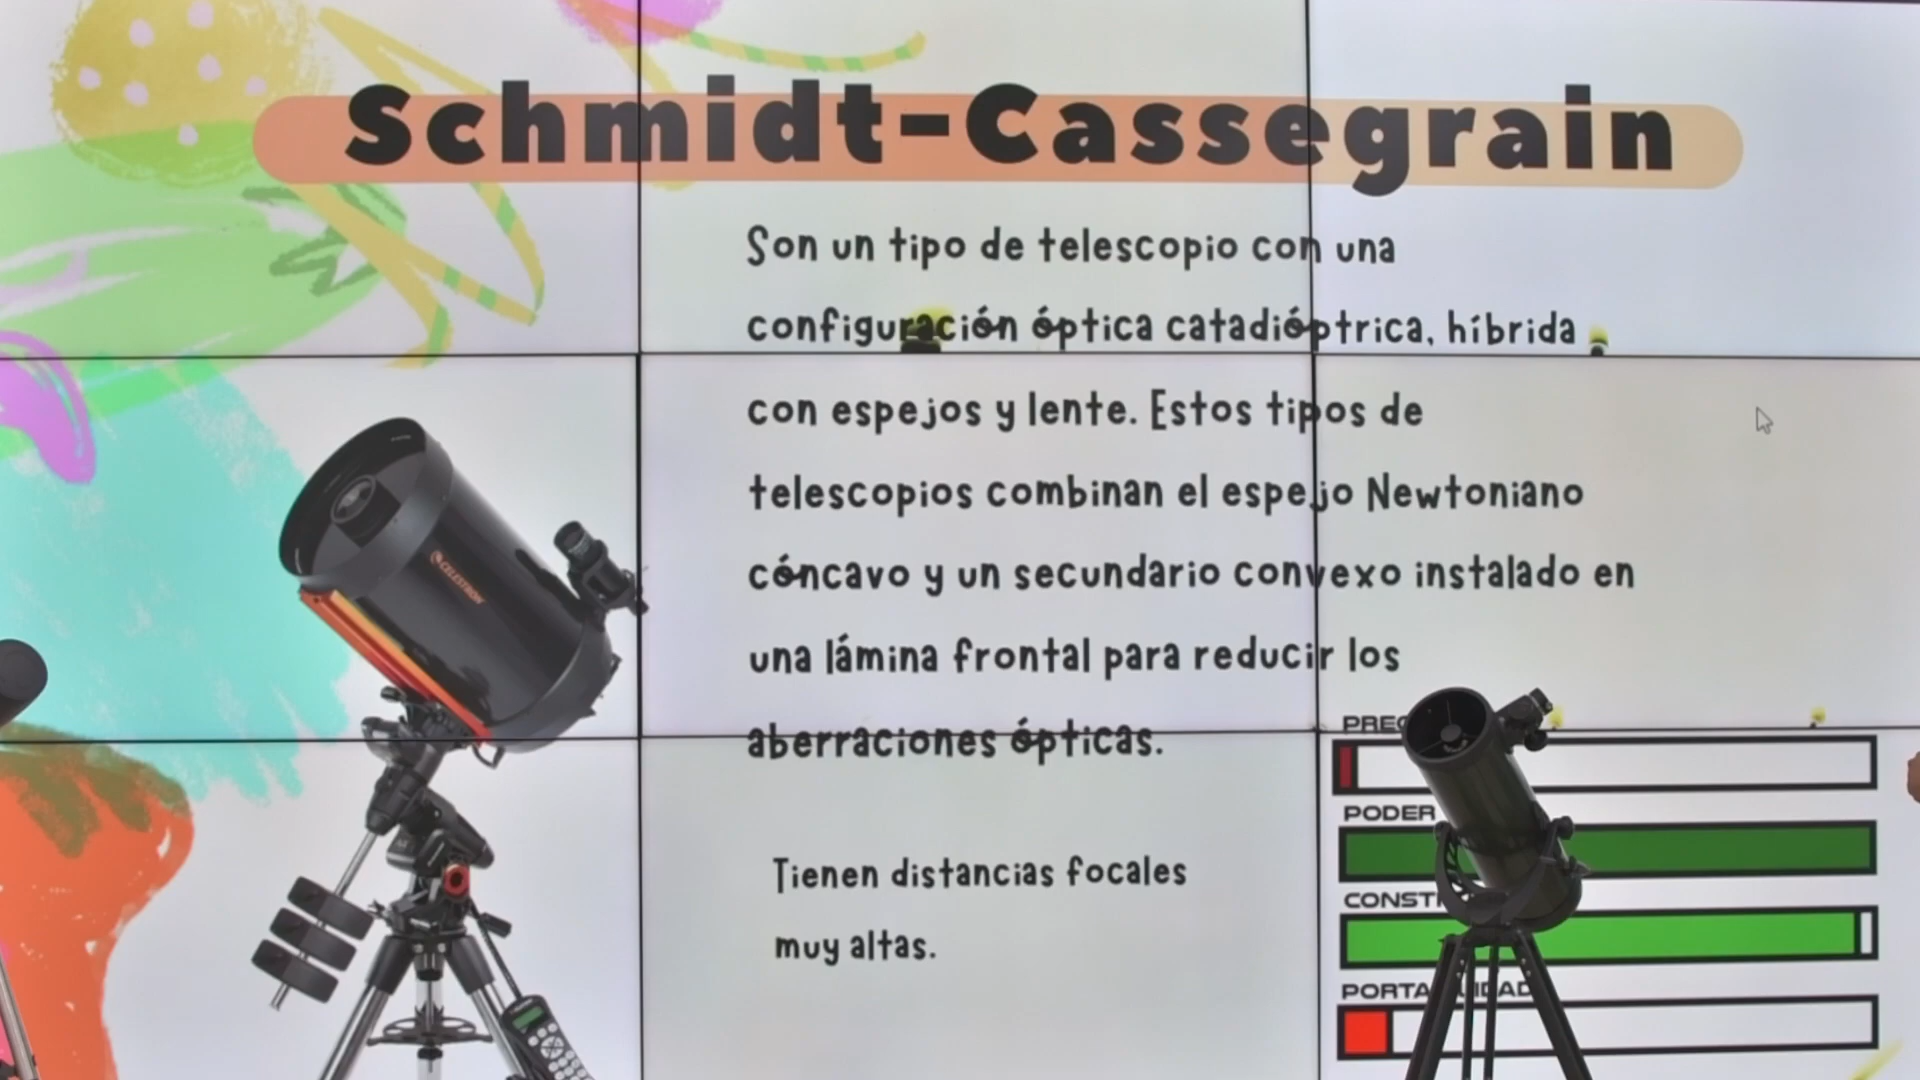 Schmidt-Cassegrain
Son un tipo de telescopio con una
configuración óptica catadióptrica, híbrida
con espejos y lente. Estos tipos de
telescopios combinan el espejo Newtoniano
cóncavo y un secundario convexo instalado en
una lámina frontal para reducir los
aberraciones ópticas.
Tienen distancias focales
muy altas.
CELESTRON
PODER